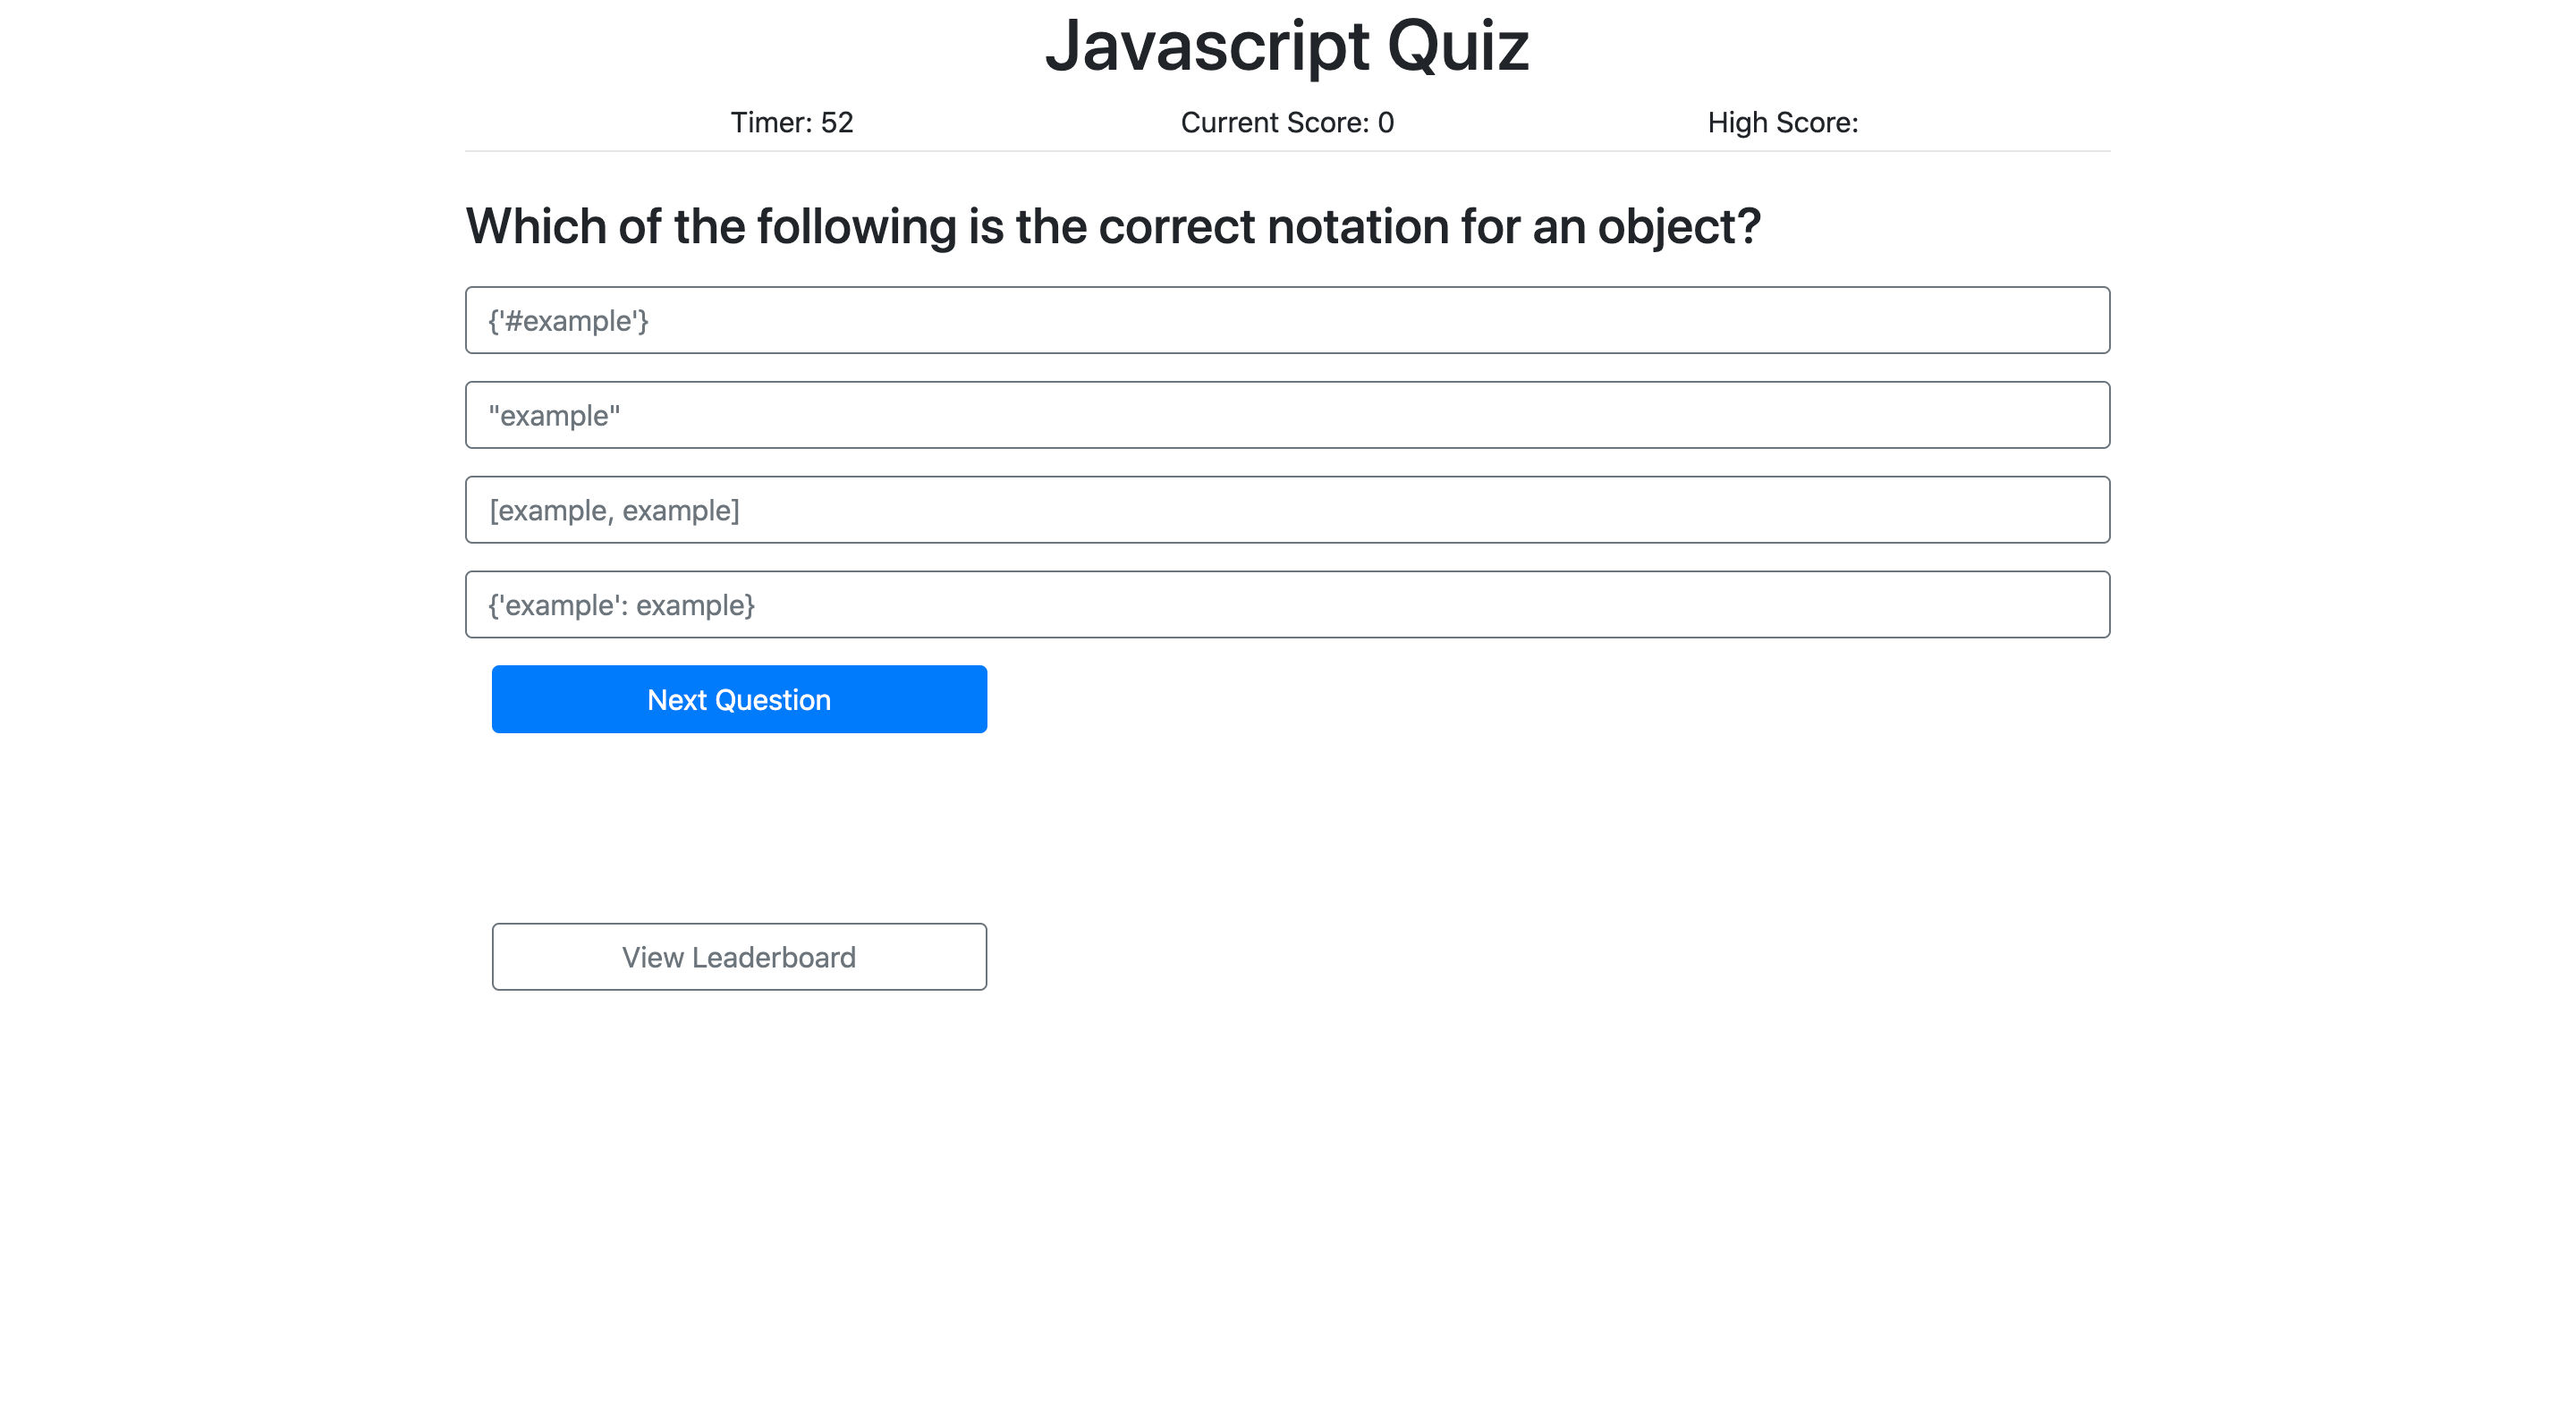 Javascript Quiz
Timer: 52 Current Score: 0 High Score:
Which of the following is the correct notation for an object?
{'#example'}
"example"
[example, example]
{'example': example}
Next Question
View Leaderboard